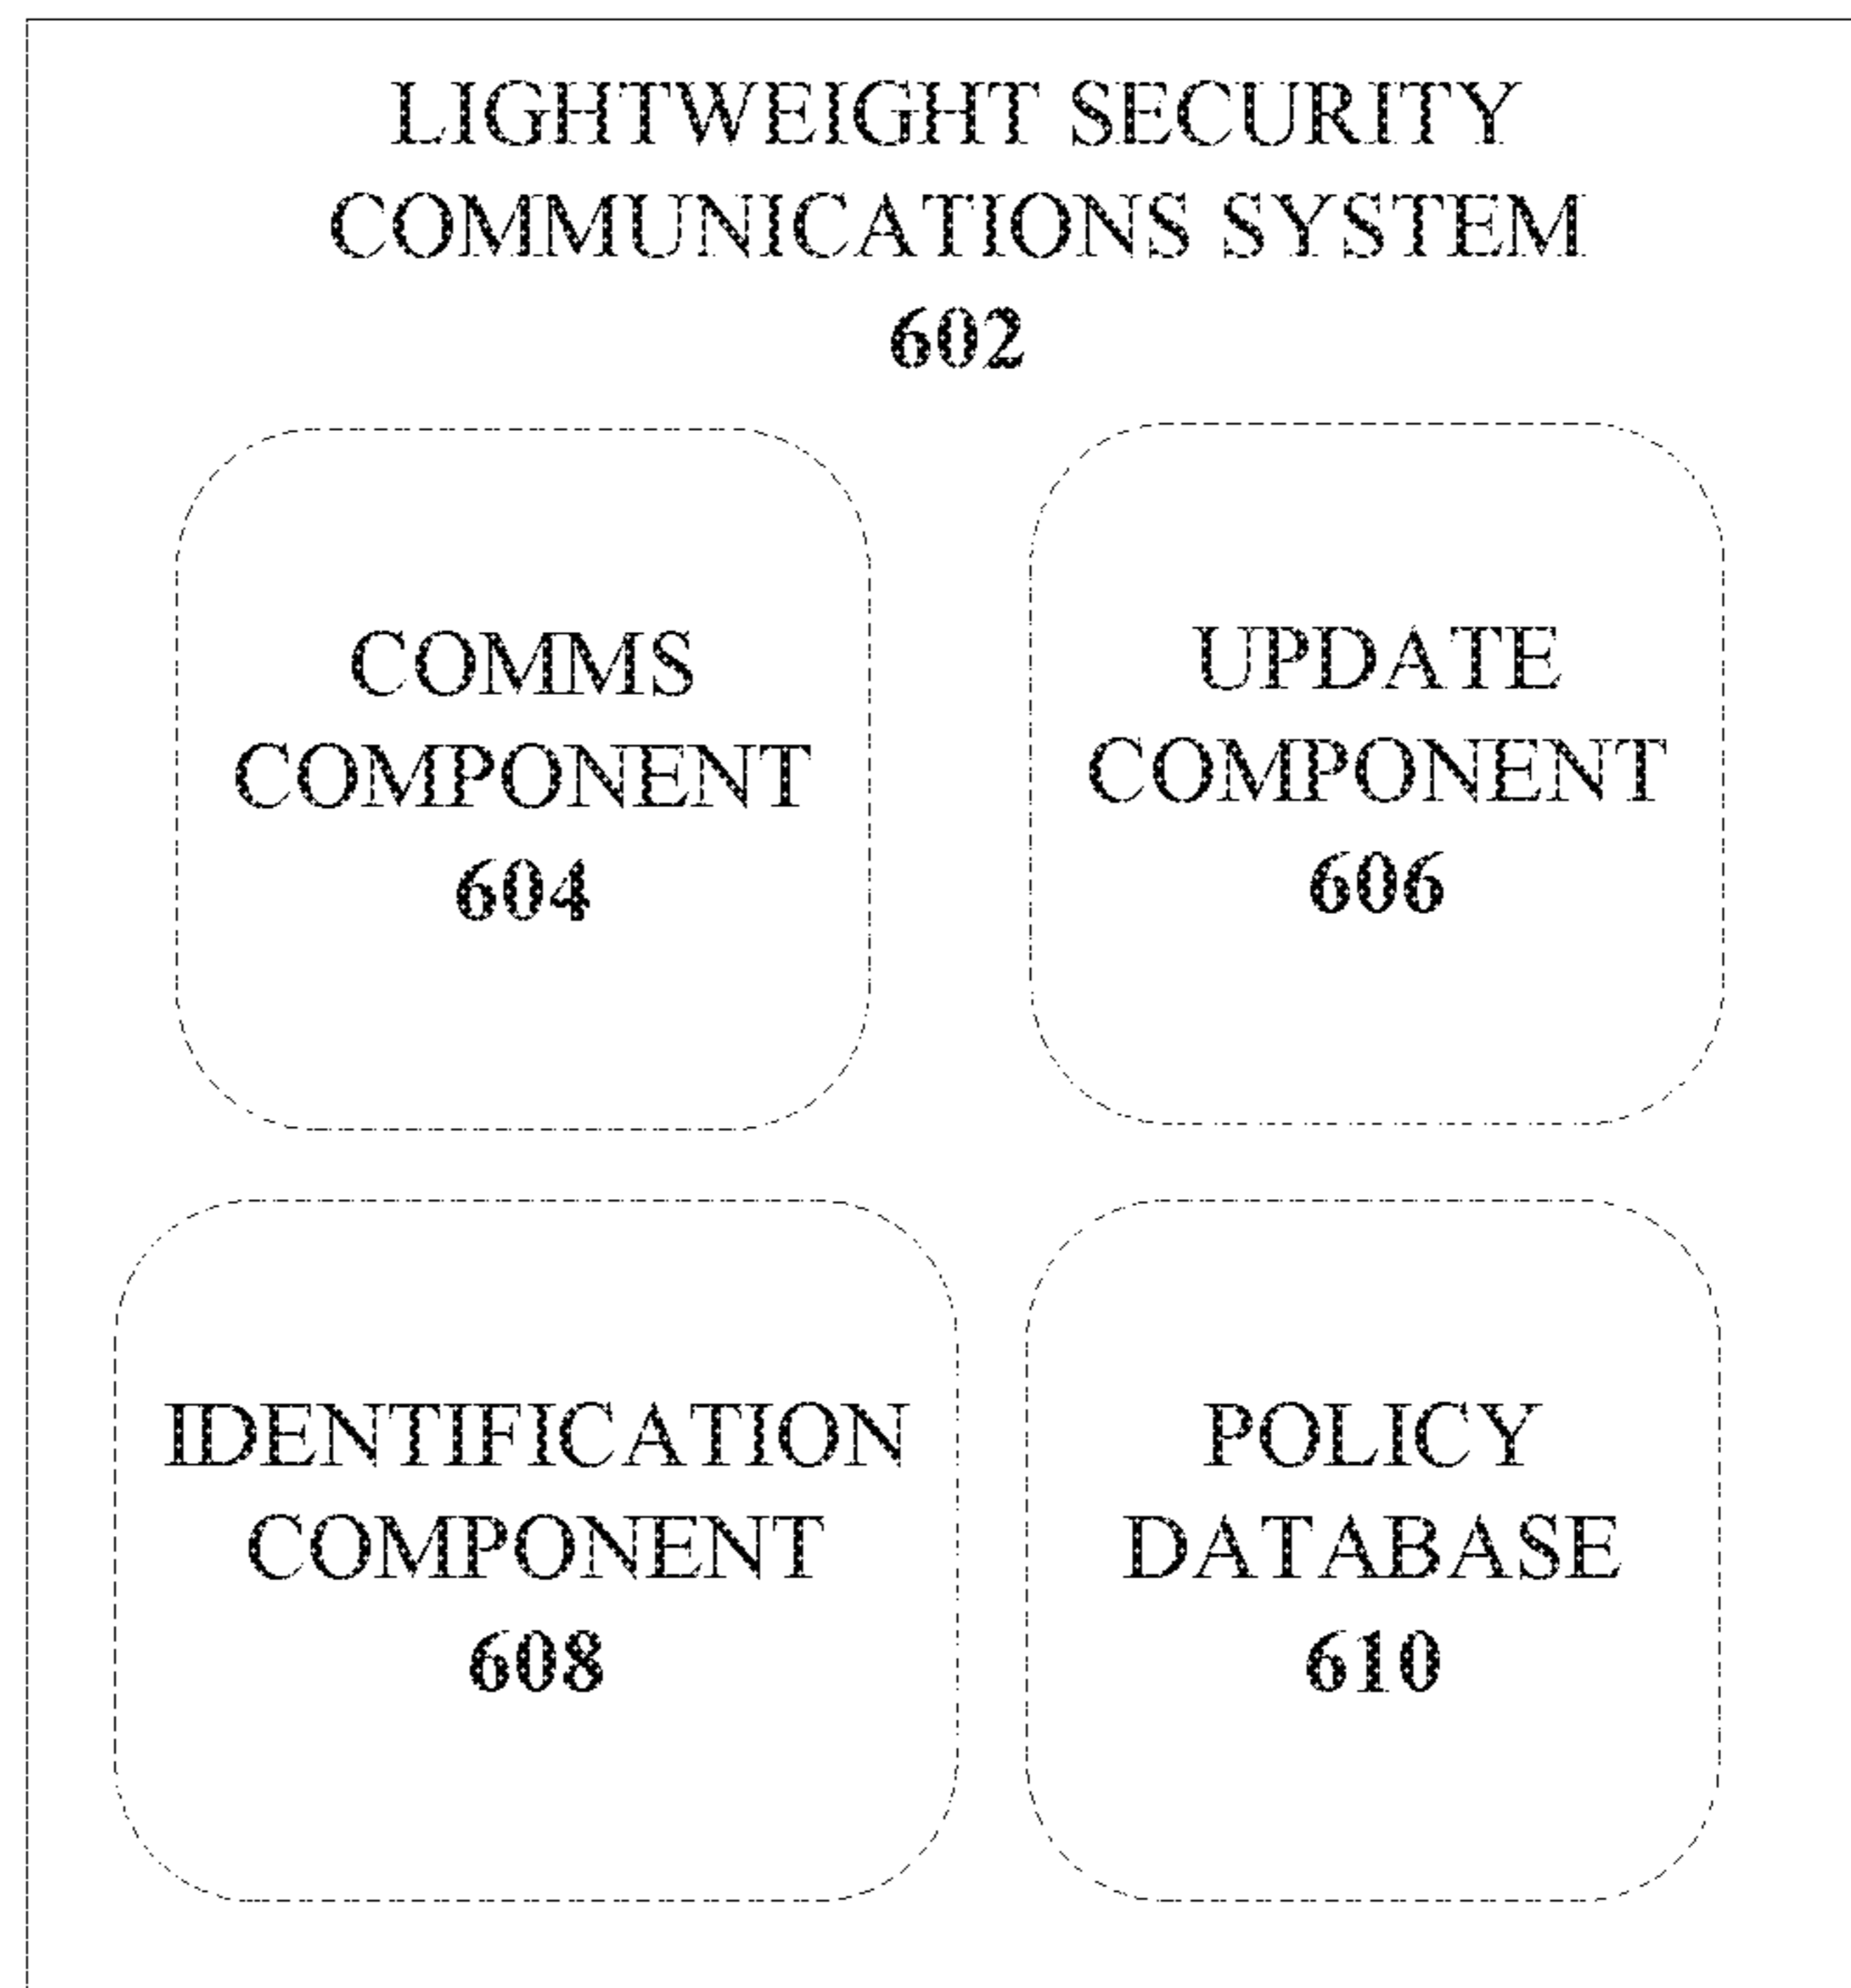 LIGHTWEIGHT SECURITY
COMMUNICATIONS SYSTEM
602
COMMS
COMPONENT
604
UPDATE
COMPONENT
606
IDENTIFICATION
COMPONENT
608
POLICY
DATABASE
610